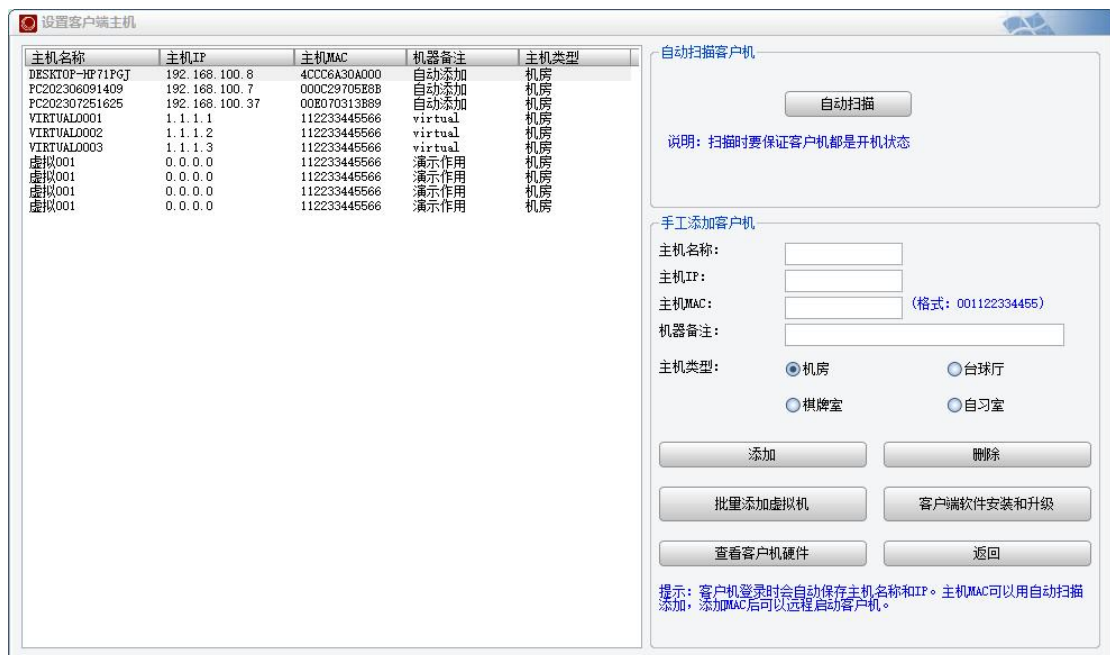 设置客户端主机
主机名称 主机IP 主机MAC 机器备注 主机类型
DESKTOP-HP71PGJ 192.168.100.8 4CCC6A30A000 自动添加 机房
PC202306091409 192.168.100.7 000C29705E8B 自动添加 机房
PC202307251625 192.168.100.37 00E070313B89 自动添加 机房
VIRTUAL0001 1.1.1.1 112233445566 virtual 机房
VIRTUAL0002 1.1.1.2 112233445566 virtual 机房
VIRTUAL0003 1.1.1.3 112233445566 virtual 机房
虚拟001 0.0.0.0 112233445566 演示作用 机房
虚拟001 0.0.0.0 112233445566 演示作用 机房
虚拟001 0.0.0.0 112233445566 演示作用 机房
虚拟001 0.0.0.0 112233445566 演示作用 机房
自动扫描客户机
自动扫描
说明：扫描时要保证客户机都是开机状态
手工添加客户机
主机名称：
主机IP：
主机MAC： (格式：001122334455)
机器备注：
主机类型： 机房 台球厅
棋牌室 自习室
添加 删除
批量添加虚拟机 客户端软件安装和升级
查看客户机硬件 返回
提示：客户机登录时会自动保存主机名称和IP。主机MAC可以用自动扫描
添加，添加MAC后可以远程启动客户机。